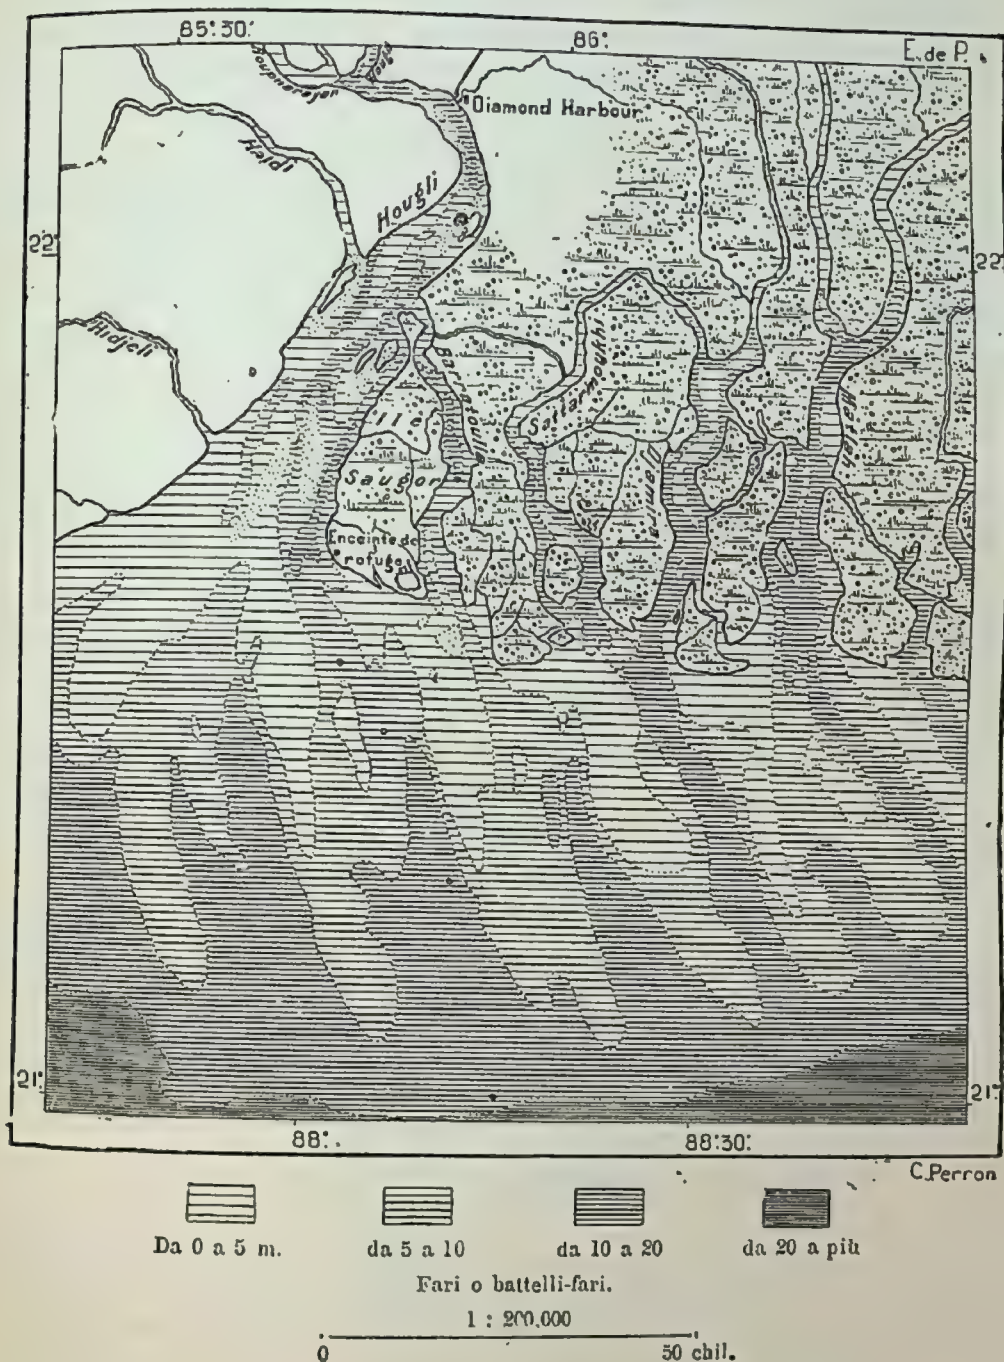 85°30'
86°
E. de P.
Diamond Harbour
Haldi
Hougli
22°
22°
Hidjeli
Sattarmoukhi
I l e
Saugor
Enceinte de
refuge
21°
21°
88°
88°30'
C.Perron
Da 0 a 5 m.
da 5 a 10
da 10 a 20
da 20 a più
Fari o battelli-fari.
1 : 200,000
0
50 chil.